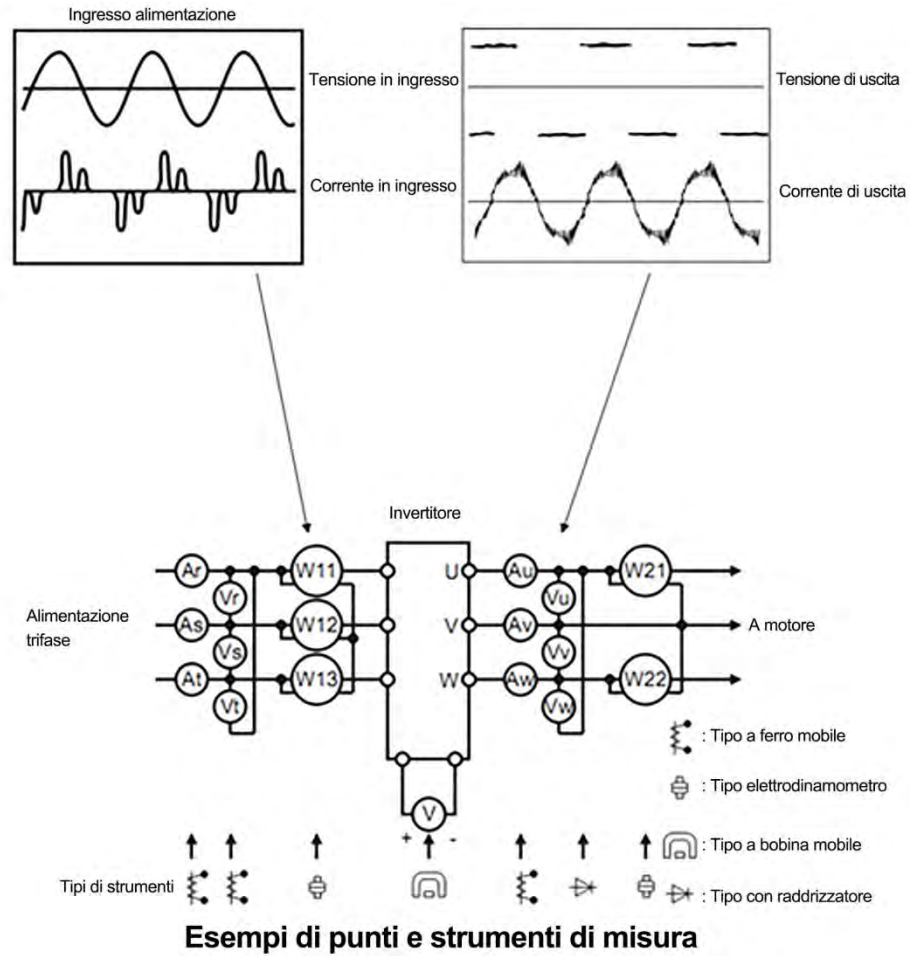 Ingresso alimentazione
Tensione in ingresso
Corrente in ingresso
Tensione di uscita
Corrente di uscita
Invertitore
Alimentazione
trifase
Ar
As
At
Vr
Vs
Vt
W11
W12
W13
U
V
W
Au
Av
Aw
Vu
Vv
Vw
W21
W22
A motore
V
+ -
: Tipo a ferro mobile
: Tipo elettrodinamometro
: Tipo a bobina mobile
: Tipo con raddrizzatore
Tipi di strumenti
Esempi di punti e strumenti di misura